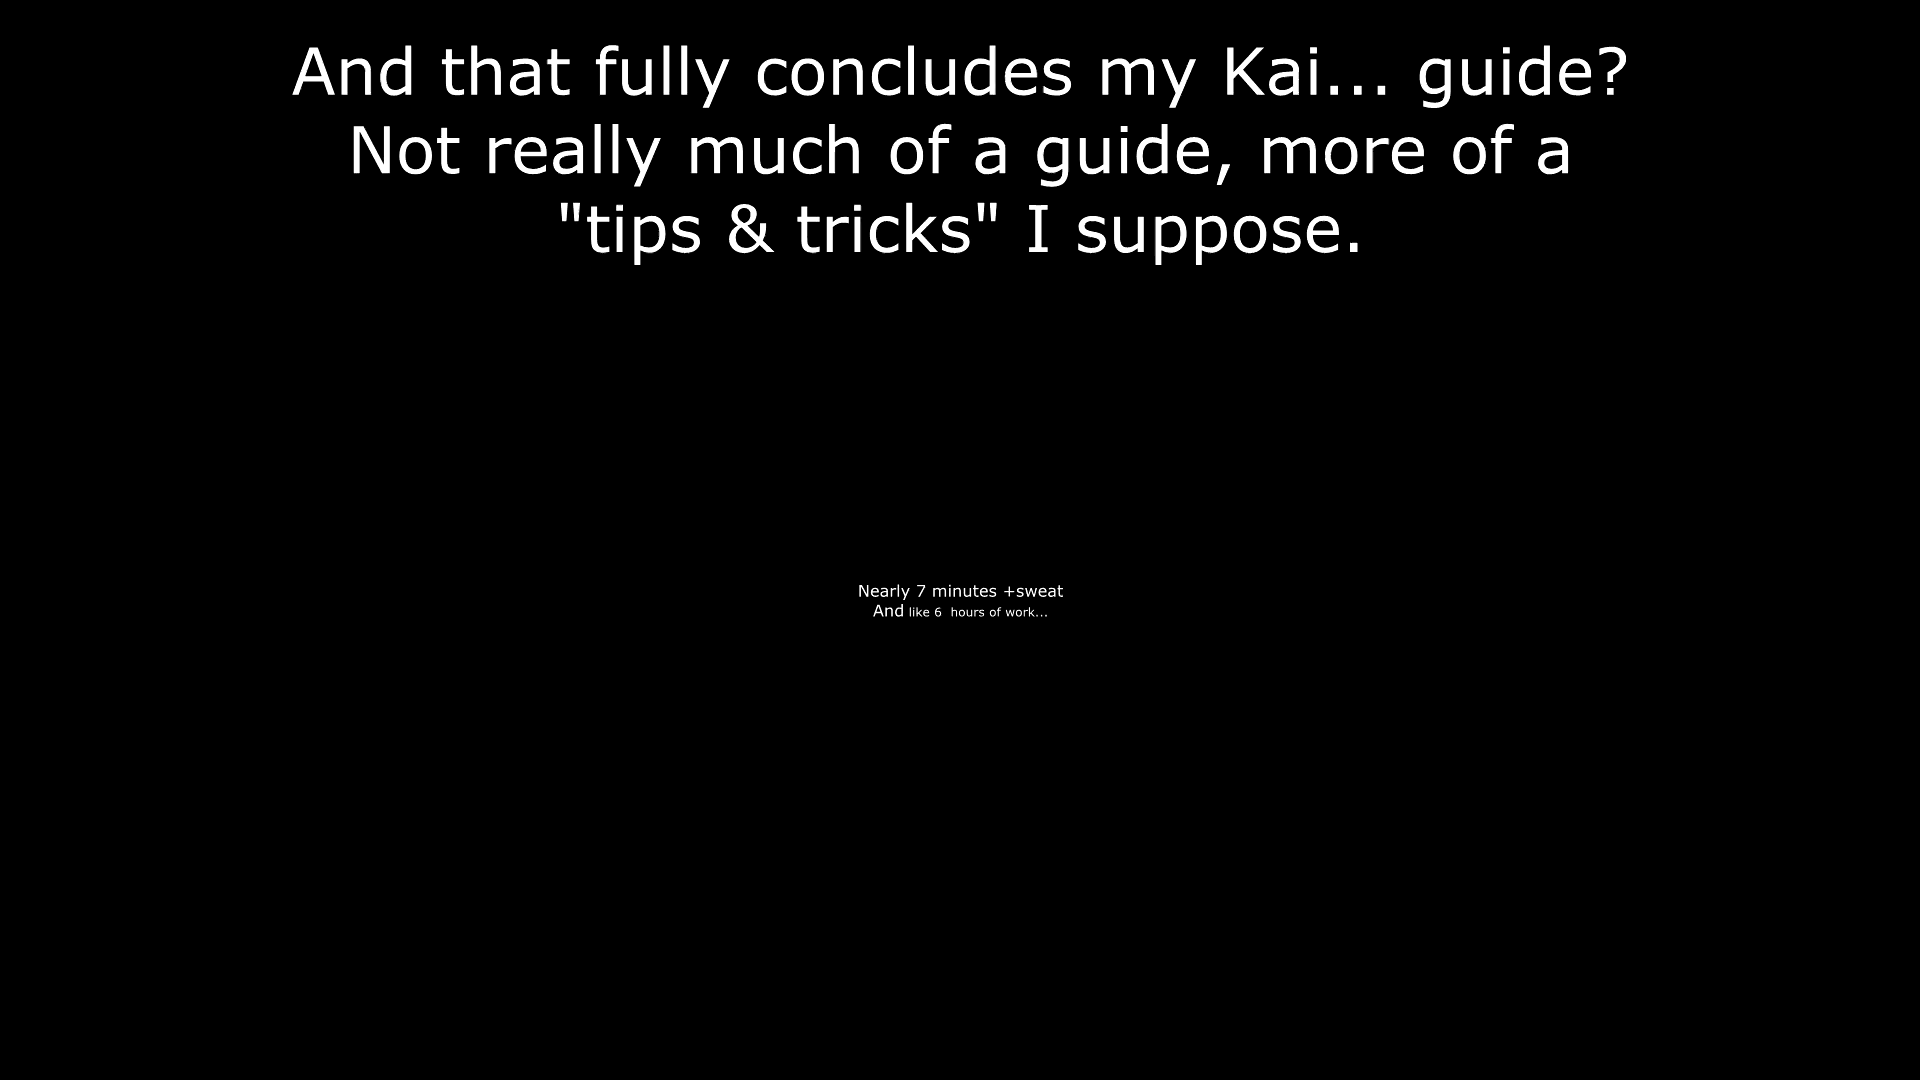 And that fully concludes my Kai... guide?
Not really much of a guide, more of a
"tips & tricks" I suppose.
Nearly 7 minutes +sweat
And like 6  hours of work...